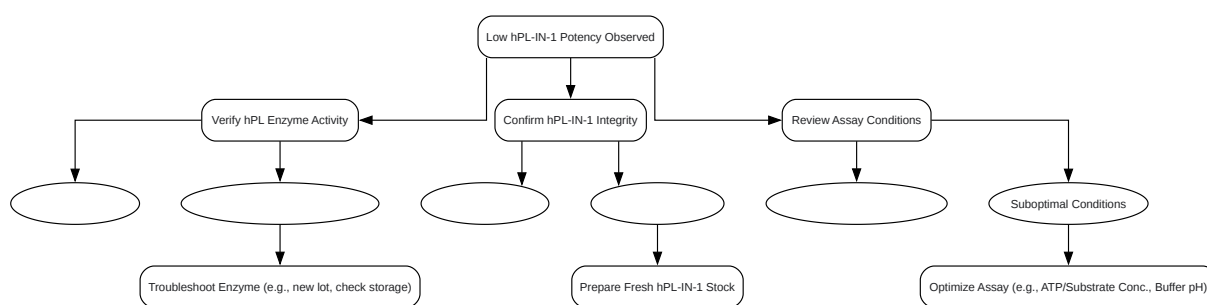 Low hPL-IN-1 Potency Observed
Verify hPL Enzyme Activity
Confirm hPL-IN-1 Integrity
Review Assay Conditions
Suboptimal Conditions
Troubleshoot Enzyme (e.g., new lot, check storage)
Prepare Fresh hPL-IN-1 Stock
Optimize Assay (e.g., ATP/Substrate Conc., Buffer pH)